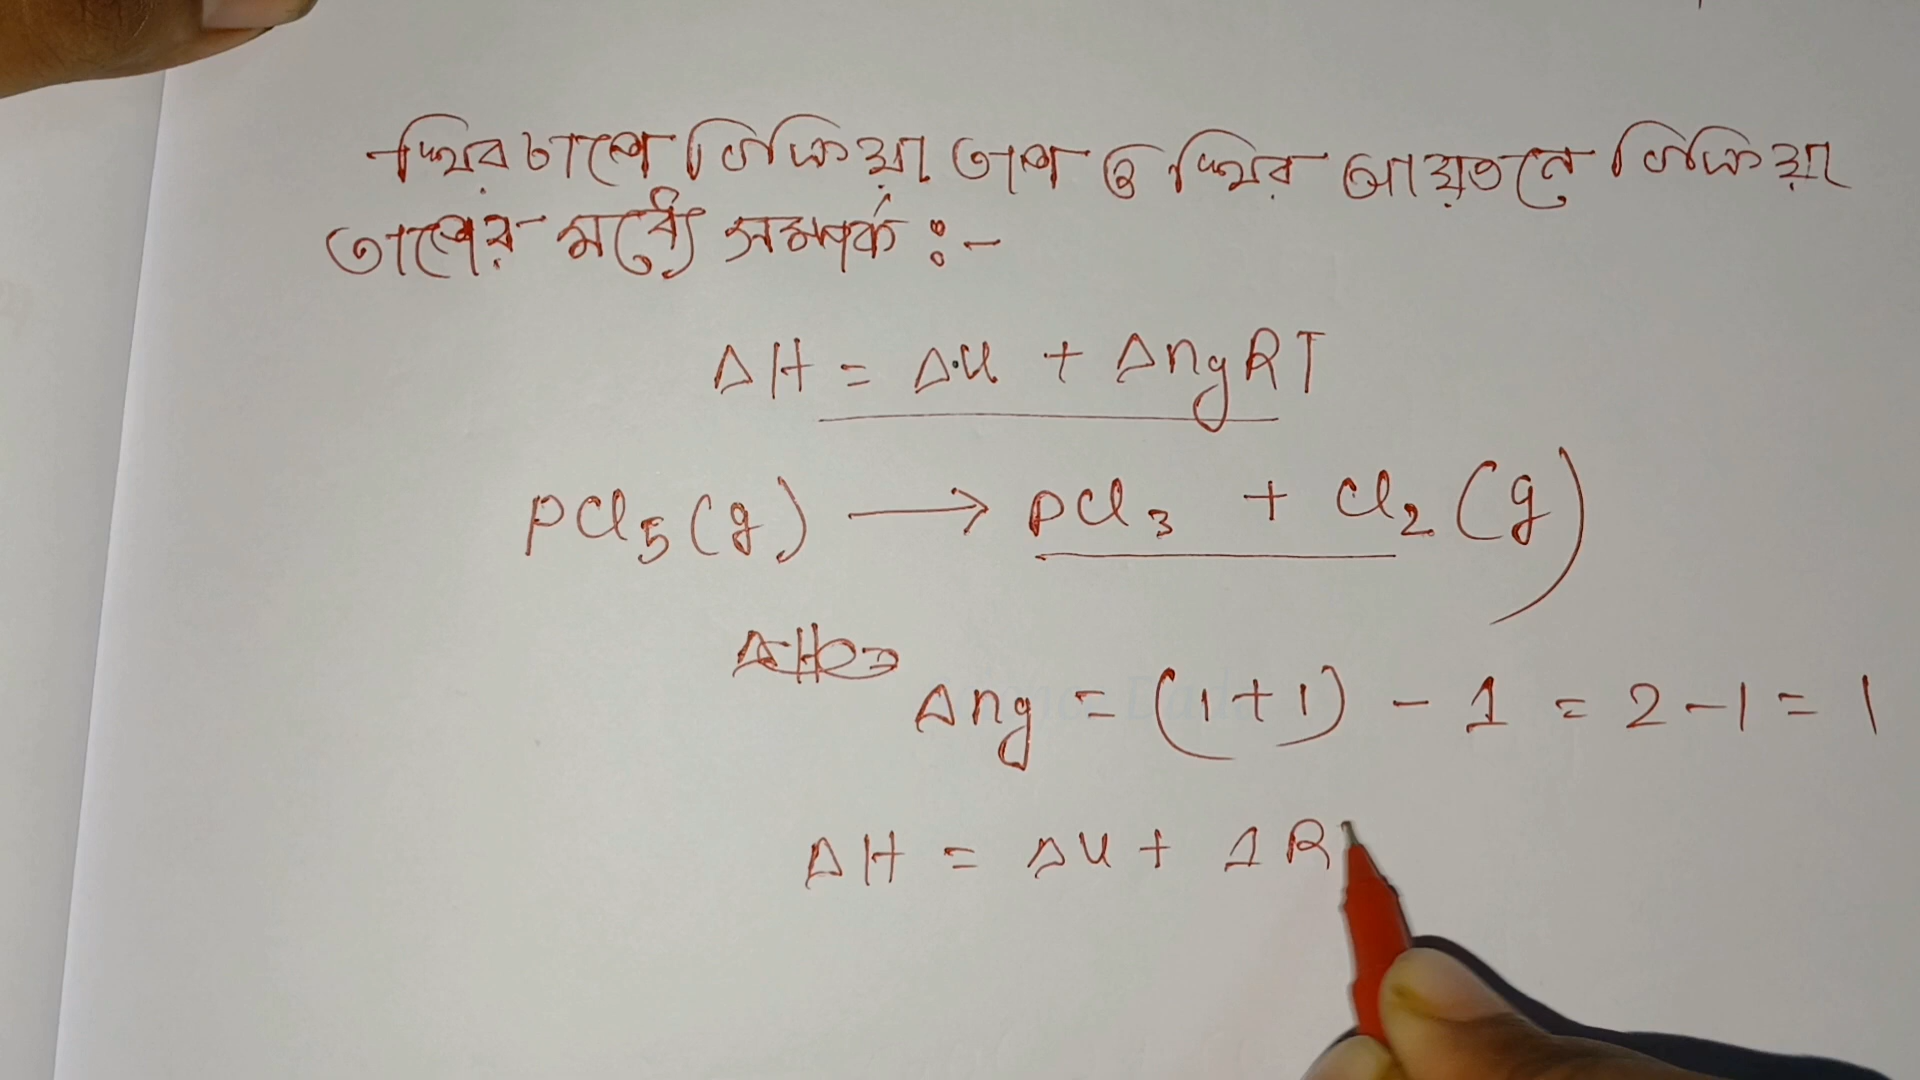 স্থির চাপে বিক্রিয়া তাপ ও স্থির আয়তনে বিক্রিয়া
তাপের মধ্যে সম্পর্ক :-
ΔH = ΔU + ΔngRT
PCl₅(g) ⟶ PCl₃ + Cl₂(g)
Δng = (1+1) - 1 = 2-1 = 1
ΔH = ΔU + 1 R